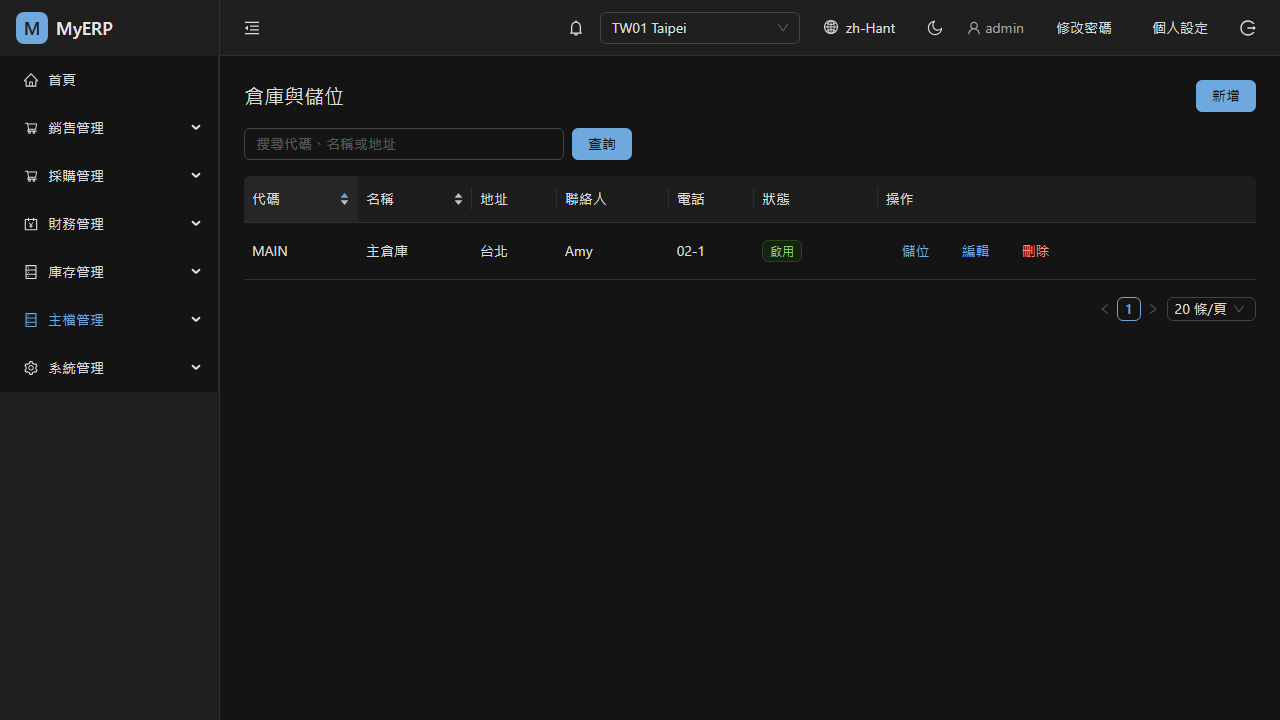 M MyERP
TW01 Taipei
zh-Hant
admin
修改密碼
個人設定
首頁
銷售管理
採購管理
財務管理
庫存管理
主檔管理
系統管理
倉庫與儲位
新增
搜尋代碼、名稱或地址
查詢
代碼 名稱 地址 聯絡人 電話 狀態 操作
MAIN 主倉庫 台北 Amy 02-1 啟用 儲位 編輯 刪除
1 20 條/頁